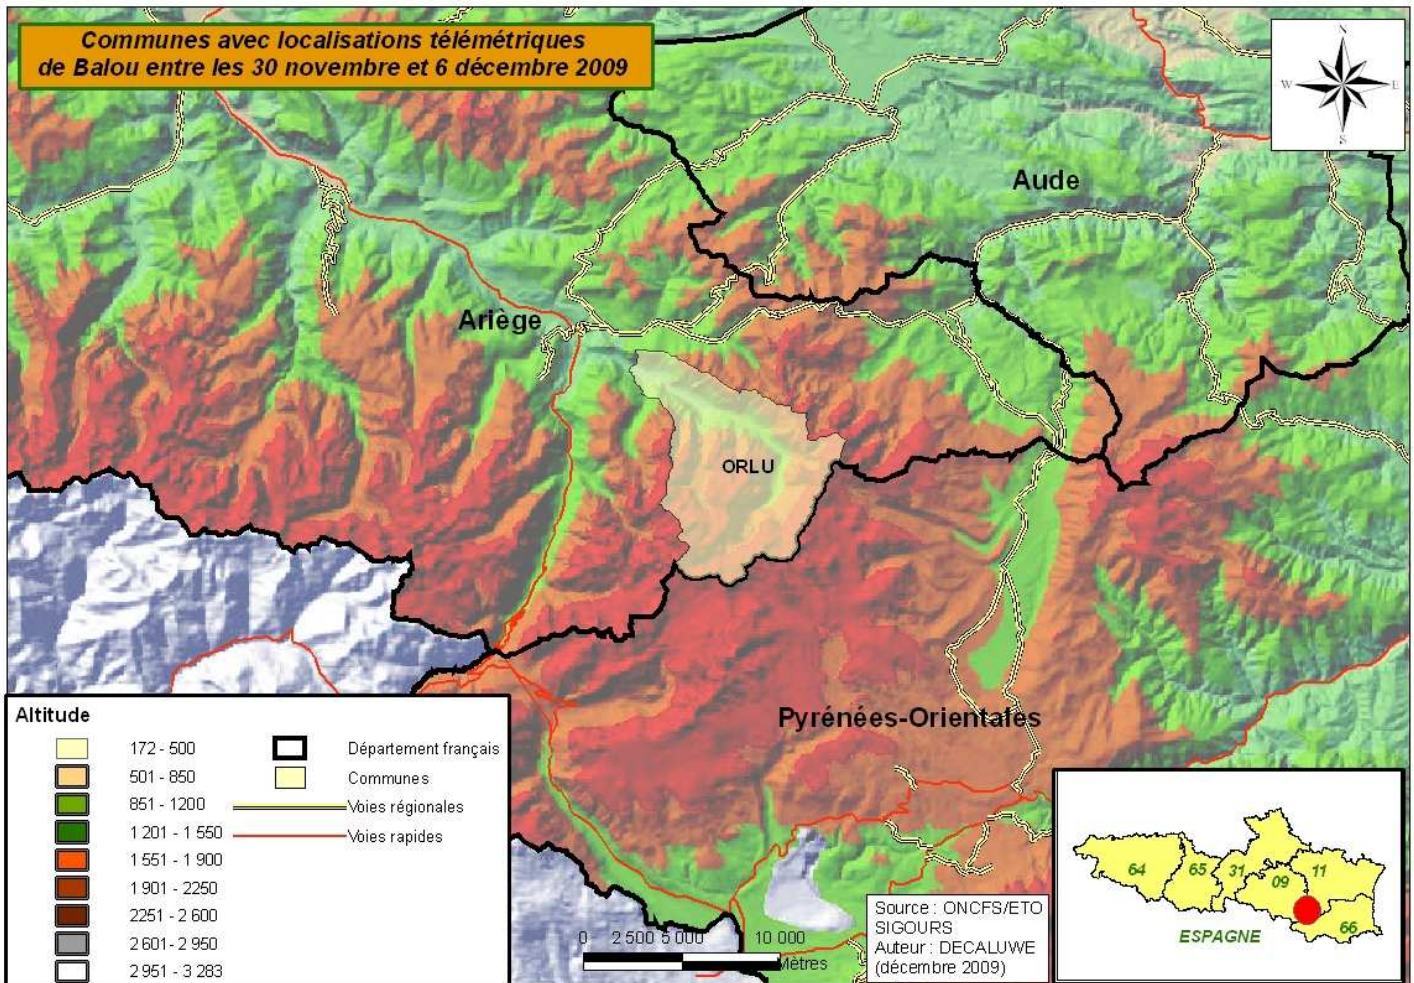 Communes avec localisations télémétriques
de Balou entre les 30 novembre et 6 décembre 2009
N
W
E
S
Aude
Ariège
ORLU
Pyrénées-Orientales
Altitude
172 - 500
501 - 850
851 - 1200
1 201 - 1 550
1 551 - 1 900
1 901 - 2250
2251 - 2 600
2 601 - 2 950
2 951 - 3 283
Département français
Communes
Voies régionales
Voies rapides
0 2 500 5 000 10 000
Mètres
Source : ONCFS/ETO
SIGOURS
Auteur : DECALUWE
(décembre 2009)
64
65
31
09
11
66
ESPAGNE